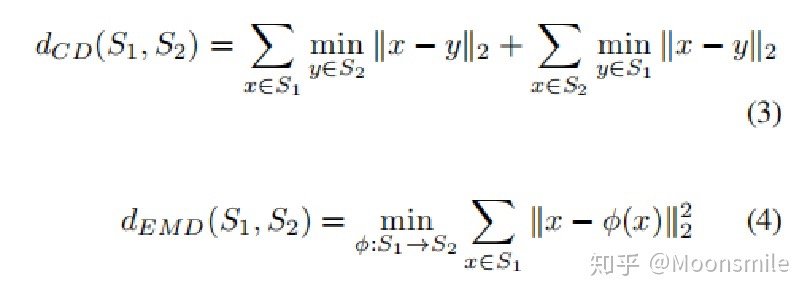 d_{CD}(S_1, S_2) = \sum_{x \in S_1} \min_{y \in S_2} \|x - y\|_2 + \sum_{x \in S_2} \min_{y \in S_1} \|x - y\|_2
(3)
d_{EMD}(S_1, S_2) = \min_{\phi: S_1 \to S_2} \sum_{x \in S_1} \|x - \phi(x)\|_2^2 (4)
知乎 @Moonsmile